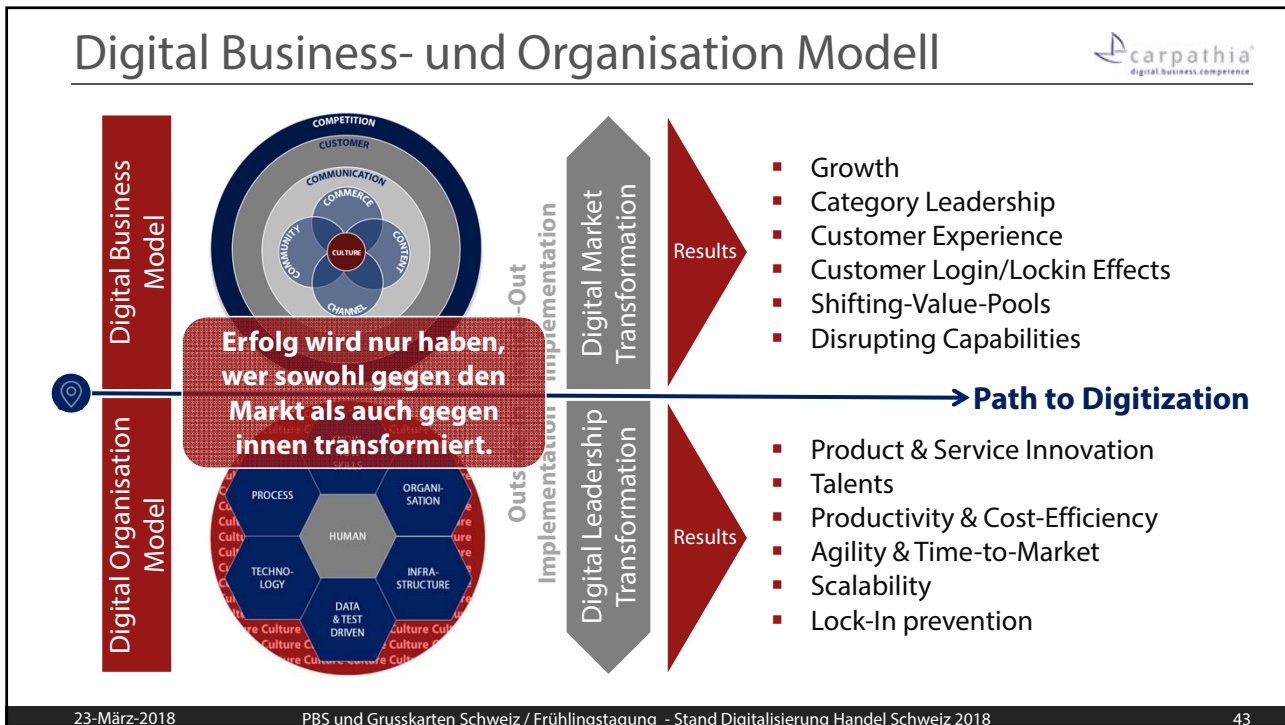 Digital Business- und Organisation Modell
carpathia
digital.business.competence
Digital Business
Model
COMPETITION
CUSTOMER
COMMUNICATION
COMMERCE
COMMUNITY
CONTENT
CULTURE
CHANNEL
Implementation
Digital Market
Transformation
Results
Growth
Category Leadership
Customer Experience
Customer Login/Lockin Effects
Shifting-Value-Pools
Disrupting Capabilities
Erfolg wird nur haben,
wer sowohl gegen den
Markt als auch gegen
innen transformiert.
Path to Digitization
Digital Organisation
Model
PROCESS
ORGANI-
SATION
HUMAN
TECHNO-
LOGY
INFRA-
STRUCTURE
DATA
& TEST
DRIVEN
Culture
Culture
Culture Culture Culture
Implementation
Digital Leadership
Transformation
Results
Product & Service Innovation
Talents
Productivity & Cost-Efficiency
Agility & Time-to-Market
Scalability
Lock-In prevention
23-März-2018
PBS und Grusskarten Schweiz / Frühlingstagung - Stand Digitalisierung Handel Schweiz 2018
43